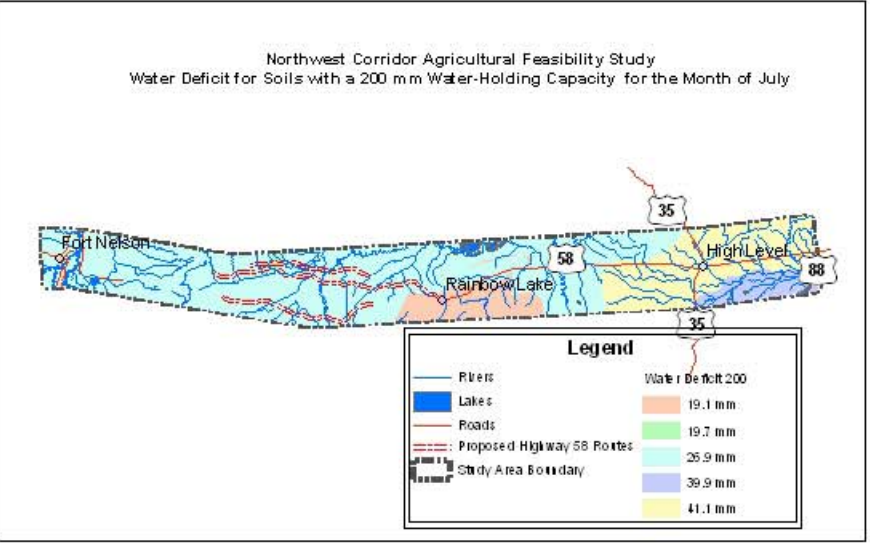 Northwest Corridor Agricultural Feasibility Study
Water Deficit for Soils with a 200 mm Water-Holding Capacity for the Month of July
35
Fort Nelson
High Level
58
88
Rainbow Lake
35
Legend
Rivers
Lakes
Roads
Proposed Highway 58 Routes
Study Area Boundary
Water Deficit 200
19.1 mm
19.7 mm
26.9 mm
39.9 mm
41.1 mm